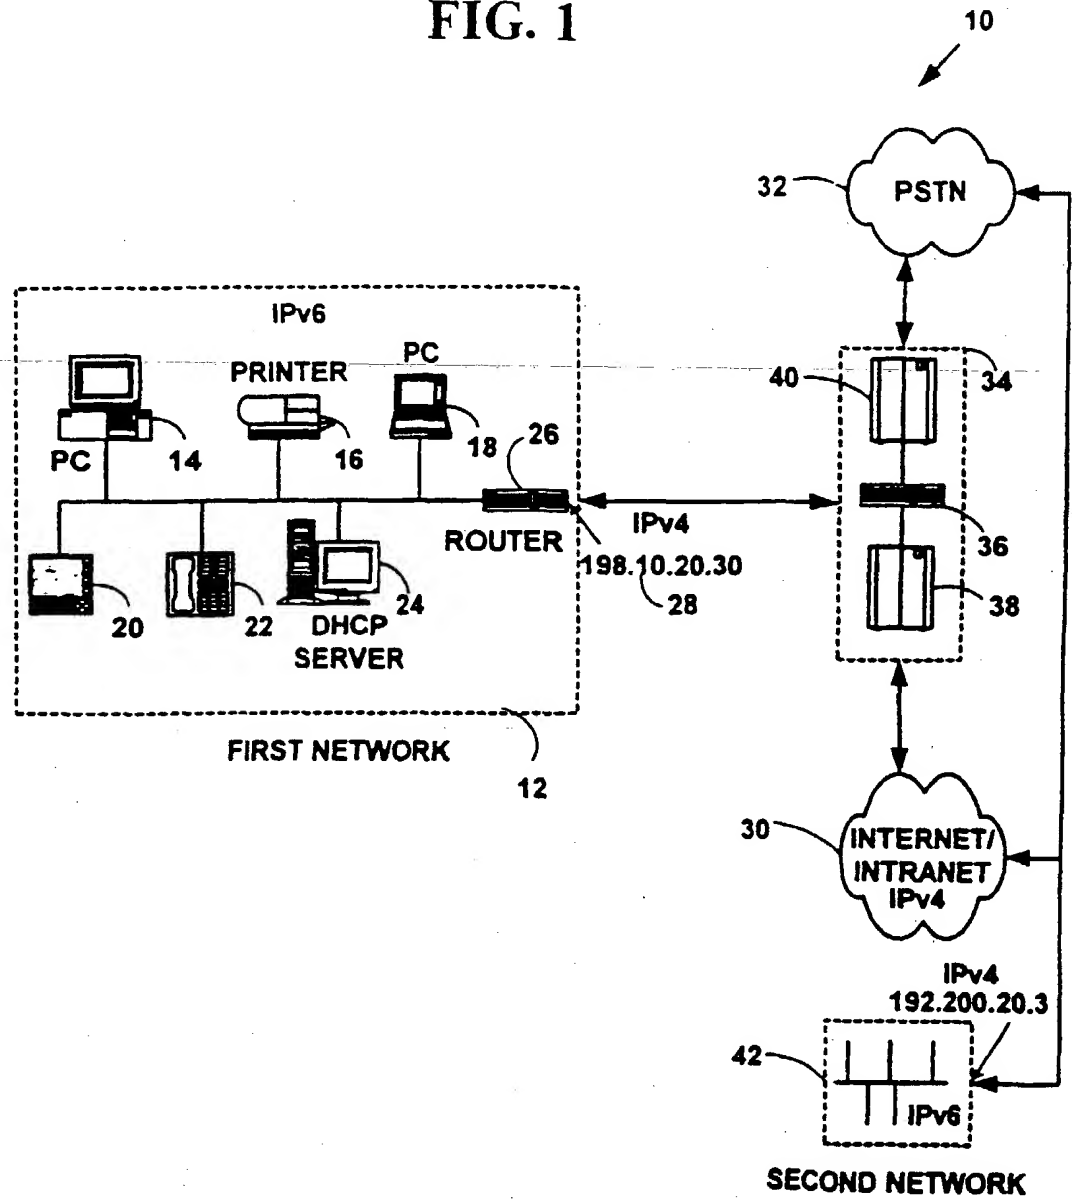 FIG. 1
10
32
PSTN
IPv6
PC
PRINTER
40
34
14
16
18
26
PC
IPv4
ROUTER
36
198.10.20.30
20
22
24
28
38
DHCP
SERVER
FIRST NETWORK
12
30
INTERNET/
INTRANET
IPv4
IPv4
192.200.20.3
42
IPv6
SECOND NETWORK